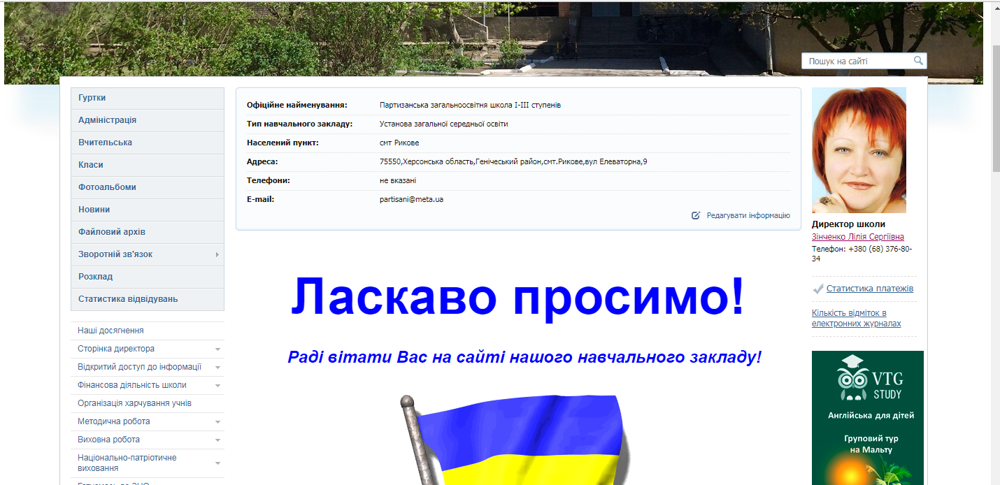 Пошук на сайті
Гуртки
Адміністрація
Вчительська
Класи
Фотоальбоми
Новини
Файловий архів
Зворотній зв'язок
Розклад
Статистика відвідувань
Наші досягнення
Сторінка директора
Відкритий доступ до інформації
Фінансова діяльність школи
Організація харчування учнів
Методична робота
Виховна робота
Національно-патріотичне
виховання
Офіційне найменування: Партизанська загальноосвітня школа І-ІІІ ступенів
Тип навчального закладу: Установа загальної середньої освіти
Населений пункт: смт Рикове
Адреса: 75550,Херсонська область,Генічеський район,смт.Рикове,вул Елеваторна,9
Телефони: не вказані
E-mail: partisani@meta.ua
Редагувати інформацію
Ласкаво просимо!
Раді вітати Вас на сайті нашого навчального закладу!
Директор школи
Зінченко Лілія Сергіївна
Телефон: +380 (68) 376-80-
34
Статистика платежів
Кількість відміток в
електронних журналах
VTG
STUDY
Англійська для дітей
Груповий тур
на Мальту